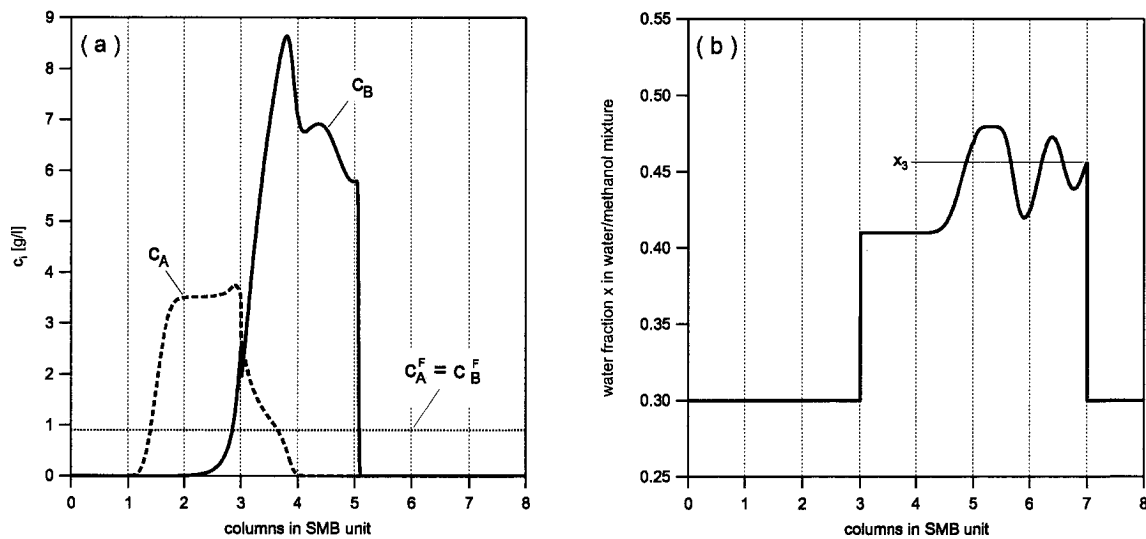 ( a )
9
8
7
6
5
4
3
2
1
0
c_i [g/l]
C_A
C_B
C_A^F = C_B^F
0 1 2 3 4 5 6 7 8
columns in SMB unit
( b )
0.55
0.50
0.45
0.40
0.35
0.30
0.25
water fraction x in water/methanol mixture
x_3
0 1 2 3 4 5 6 7 8
columns in SMB unit